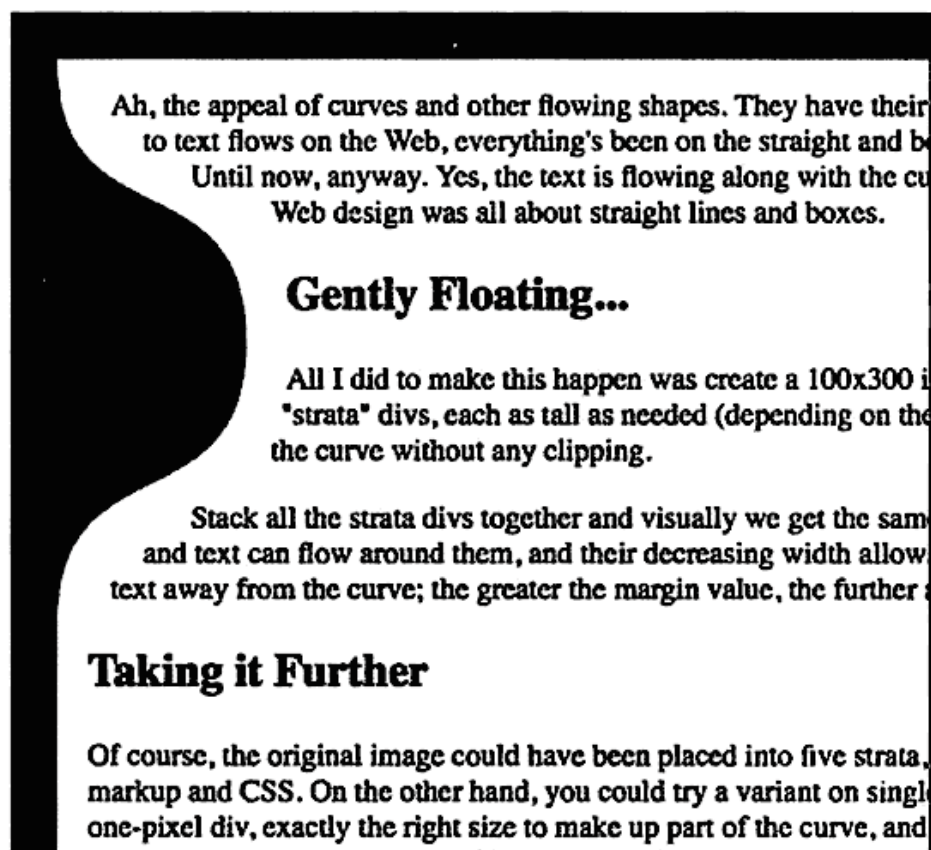 Ah, the appeal of curves and other flowing shapes. They have their
to text flows on the Web, everything's been on the straight and
Until now, anyway. Yes, the text is flowing along with the
Web design was all about straight lines and boxes.
Gently Floating...
All I did to make this happen was create a 100x300
"strata" divs, each as tall as needed (depending on the
the curve without any clipping.
Stack all the strata divs together and visually we get the
and text can flow around them, and their decreasing width
text away from the curve; the greater the margin value, the further
Taking it Further
Of course, the original image could have been placed into five strata,
markup and CSS. On the other hand, you could try a variant on
one-pixel div, exactly the right size to make up part of the curve, and